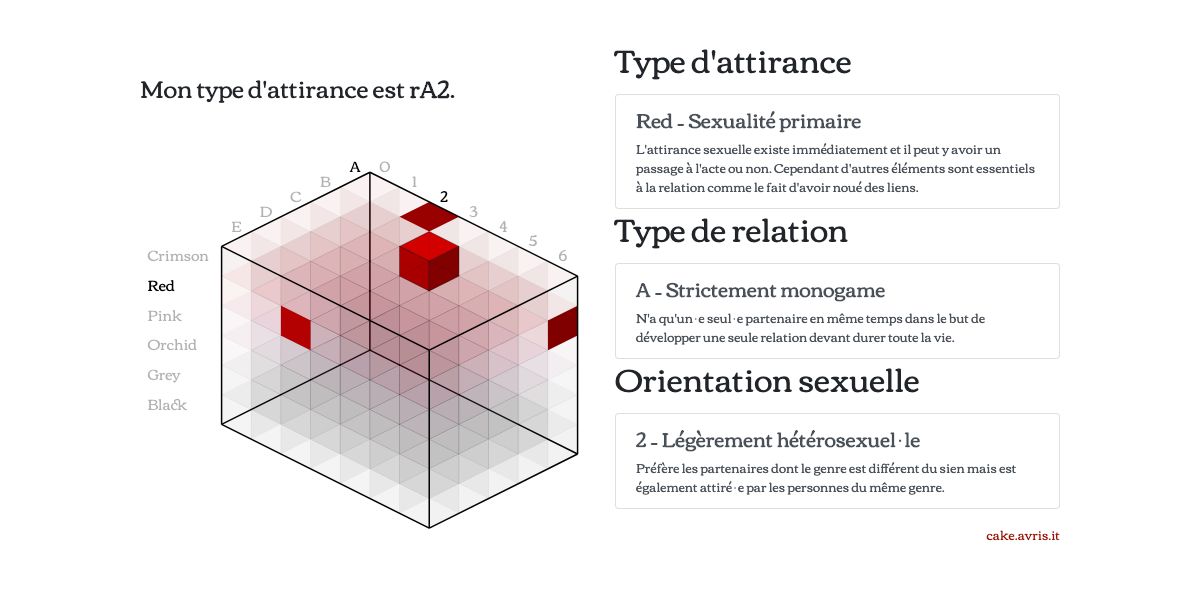 Mon type d'attirance est rA2.
A
O
B
1
C
2
D
3
E
4
5
6
Crimson
Red
Pink
Orchid
Grey
Black
Type d'attirance
Red - Sexualité primaire
L'attirance sexuelle existe immédiatement et il peut y avoir un
passage à l'acte ou non. Cependant d'autres éléments sont essentiels
à la relation comme le fait d'avoir noué des liens.
Type de relation
A - Strictement monogame
N'a qu'un·e seul·e partenaire en même temps dans le but de
développer une seule relation devant durer toute la vie.
Orientation sexuelle
2 - Légèrement hétérosexuel·le
Préfère les partenaires dont le genre est différent du sien mais est
également attiré·e par les personnes du même genre.
cake.avris.it